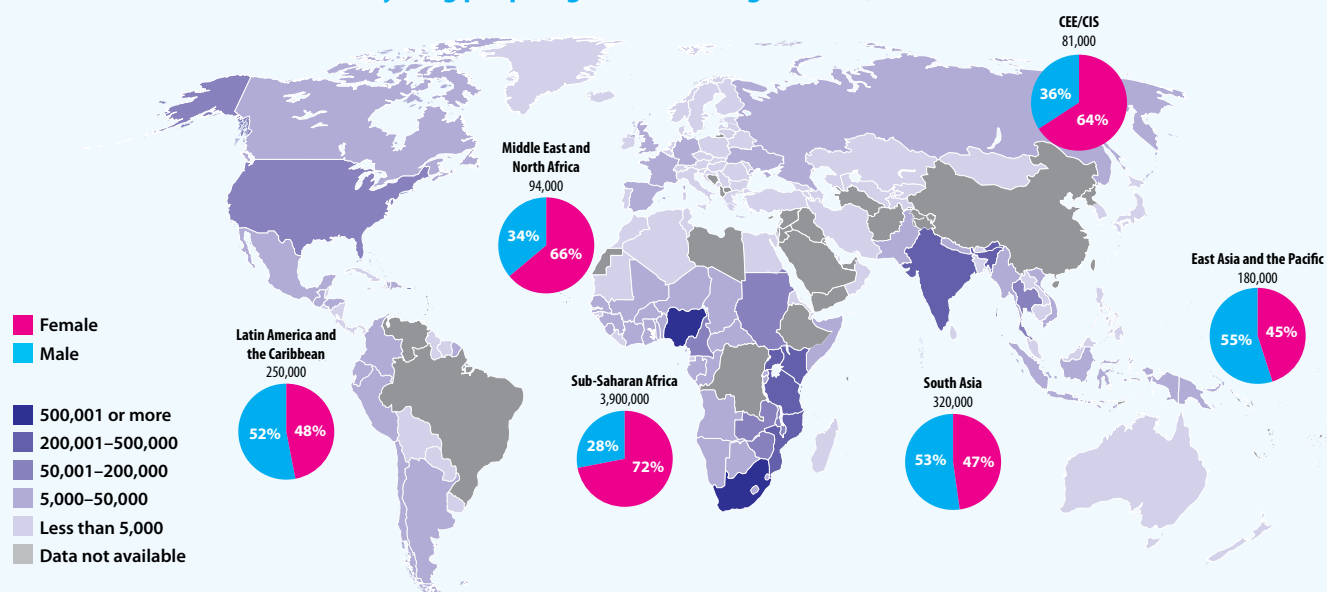 CEE/CIS
81,000
36%
64%
Middle East and
North Africa
94,000
34%
66%
East Asia and the Pacific
180,000
55%
45%
Female
Male
Latin America and
the Caribbean
250,000
52%
48%
Sub-Saharan Africa
3,900,000
28%
72%
South Asia
320,000
53%
47%
500,001 or more
200,001–500,000
50,001–200,000
5,000–50,000
Less than 5,000
Data not available